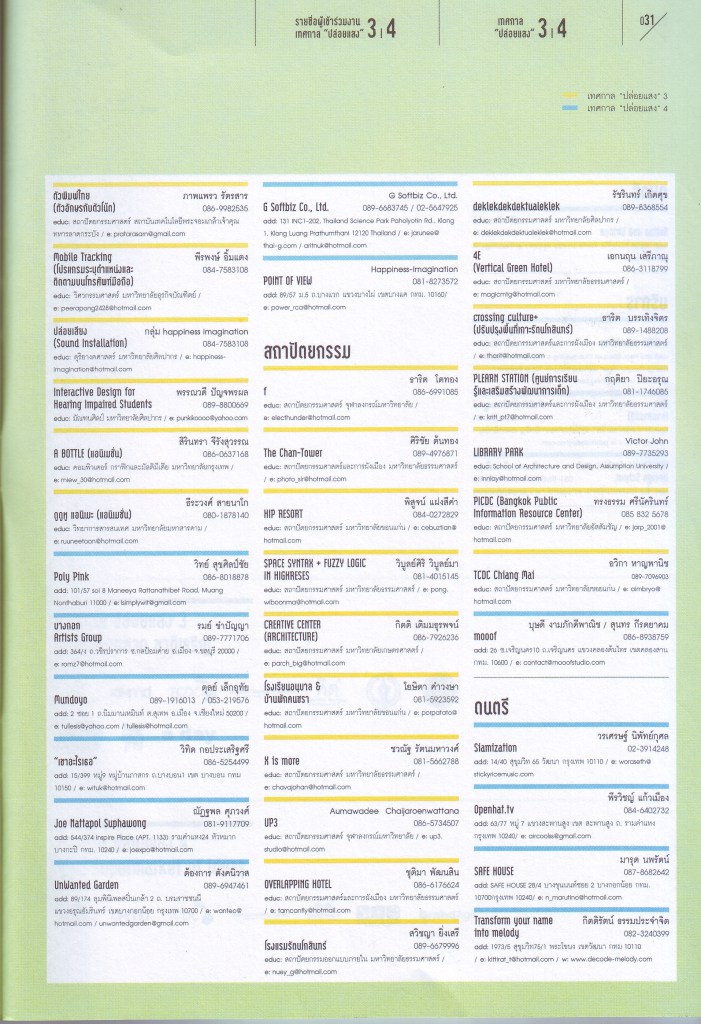 รายชื่อผู้เข้าร่วมงาน
เทศกาล "ปล่อยแสง" 3 | 4
เทศกาล
"ปล่อยแสง" 3 | 4
031
เทศกาล "ปล่อยแสง" 3
เทศกาล "ปล่อยแสง" 4
ตัวพิมพ์ไทย ภาพแพรว รัตรสาร
(ตัวอักษรกับตัวโน๊ต) 086-9982535
educ: สถาปัตยกรรมศาสตร์ สถาบันเทคโนโลยีพระจอมเกล้าเจ้าคุณ
ทหารลาดกระบัง / e: pratarasarn@gmail.com
Mobile Tracking พีรพงษ์ อิ้มแตง
(โปรแกรมระบุตำแหน่งและ 084-7583108
ติดตามบนโทรศัพท์มือถือ)
educ: วิศวกรรมศาสตร์ มหาวิทยาลัยธุรกิจบัณฑิตย์ /
e: peerapong2428@hotmail.com
ปล่อยเสียง กลุ่ม happiness imagination
(Sound Installation) 084-7583108
educ: ดุริยางคศาสตร์ มหาวิทยาลัยศิลปากร / e: happiness-
imagination@hotmail.com
Interactive Design for พรรณวดี ปัญจพรผล
Hearing Impaired Students 089-8800669
educ: มัณฑนศิลป์ มหาวิทยาลัยศิลปากร / e: punkikoooo@yahoo.com
A BOTTLE (แอนิเมชั่น) สิรินทรา จีรังสุวรรณ
086-0637168
educ: คอมพิวเตอร์ กราฟิกและมัลติมีเดีย มหาวิทยาลัยกรุงเทพ /
e: miew_30@hotmail.com
ดูดูหู แอนิเมะ (แอนิเมชั่น) ธีระวงศ์ สายนาโก
080-1878140
educ: วิทยาการสารสนเทศ มหาวิทยาลัยมหาสารคาม /
e: ruuneetoon@hotmail.com
Poly Pink วิทย์ สุขศิลป์ชัย
086-8018878
add: 101/57 soi 8 Maneeya Rattanathibet Road, Muang
Nonthaburi 11000 / e: isimplywit@gmail.com
บางกอก รมย์ ชำปัญญา
Artists Group 089-7771706
add: 364/1 ถ.วชิรปราการ ต.กลป้อมค่าย อ.เมือง จ.ชลบุรี 20000 /
e: romz7@hotmail.com
Mundoyo ดุลย์ เล็กอุทัย
089-1916013 / 053-219576
add: 2 ซอย 1 ถ.นิมมานเหมินท์ ต.สุเทพ อ.เมือง จ.เชียงใหม่ 50200 /
e: tullesis@yahoo.com / tullesis@hotmail.com
"เขาอะไรเธอ" วิทิต กอประเสริฐศรี
086-5254499
add: 15/399 หมู่9 หมู่บ้านภาสกร ถ.บางบอน1 เขต บางบอน กทม
10150 / e: wituk@hotmail.com
Joe Nattapol Suphawong ณัฏฐพล ศุภวงศ์
081-9117709
add: 544/374 Inspire Place (APT. 1133) รามคำแหง24 หัวหมาก
บางกะปิ กทม. 10240 / e: joexpo@hotmail.com
UnWanted Garden ต้องการ ตั่งคนิวาส
089-6947461
add: 89/174 ลุมพินีเพลสปิ่นเกล้า 2 ถ. บรมราชชนนี
แขวงอรุณอัมรินทร์ เขตบางกอกน้อย กรุงเทพ 10700 / e: wanteo@
hotmail.com / unwantedgarden@gmail.com
G Softbiz Co., Ltd.
G Softbiz Co., Ltd. 089-6683745 / 02-5647925
add: 131 INC1-202, Thailand Science Park Paholyotin Rd., Klong
1, Klong Luang Prathumthani 12120 Thailand / e: jarunee@
thai-g.com / aritnuk@hotmail.com
Happiness-Imagination
POINT OF VIEW 081-8273572
add: 89/57 ม.5 ถ.บางแวก แขวงบางไผ่ เขตบางแค กทม. 10160/
e: power_roa@hotmail.com
สถาปัตยกรรม
ธาริต โตทอง
f 086-6991085
educ: สถาปัตยกรรมศาสตร์ จุฬาลงกรณ์มหาวิทยาลัย /
e: electhunder@hotmail.com
ศิริชัย ต้นทอง
The Chan-Tower 089-4976871
educ: สถาปัตยกรรมศาสตร์และการผังเมือง มหาวิทยาลัยธรรมศาสตร์
/ e: photo_sir@hotmail.com
พิสูจน์ แฝงสีคำ
HIP RESORT 084-0272829
educ: สถาปัตยกรรมศาสตร์ มหาวิทยาลัยขอนแก่น / e: cabuztian@
hotmail.com
SPACE SYNTAX + FUZZY LOGIC วิบูลย์ศิริ วิบูลย์มา
IN HIGHRESES 081-4015145
educ: สถาปัตยกรรมศาสตร์ มหาวิทยาลัยธรรมศาสตร์ / e: pong.
wiboonma@hotmail.com
CREATIVE CENTER กิตติ เติมมธุรพจน์
(ARCHITECTURE) 086-7926236
educ: สถาปัตยกรรมศาสตร์ มหาวิทยาลัยเกษตรศาสตร์ /
e: parch_big@hotmail.com
โรงเรียนอนุบาล & โยษิตา คำวงษา
บ้านพักคนชรา 081-5923592
educ: สถาปัตยกรรมศาสตร์ มหาวิทยาลัยขอนแก่น / e: porpotato@
hotmail.com
ชวณัฐ รัตนมหาวงศ์
X is more 081-5662788
educ: สถาปัตยกรรมศาสตร์ มหาวิทยาลัยธรรมศาสตร์ /
e: chavajohan@hotmail.com
Aumawadee Chaijaroenwattana
UP3 086-5734507
educ: สถาปัตยกรรมศาสตร์ จุฬาลงกรณ์มหาวิทยาลัย / e: up3.
studio@hotmail.com
ชุติมา พัฒนสิน
OVERLAPPING HOTEL 086-6176624
educ: สถาปัตยกรรมศาสตร์และการผังเมือง มหาวิทยาลัยธรรมศาสตร์
/ e: tarncantfly@hotmail.com
สวิชญา ยิ่งเสรี
โรงแรมรัตนโกสินทร์ 089-6679996
educ: สถาปัตยกรรมออกแบบภายใน มหาวิทยาลัยธรรมศาสตร์ /
e: nuey_g@hotmail.com
รัชรินทร์ เกิดศุข
deklekdekdektualeklek 089-8368554
educ: สถาปัตยกรรมศาสตร์ มหาวิทยาลัยศิลปากร /
e: deklekdekdektualeklek@hotmail.com
4E เอกนฤน เสรีภาณุ
(Vertical Green Hotel) 086-3118799
educ: สถาปัตยกรรมศาสตร์ มหาวิทยาลัยธรรมศาสตร์ /
e: magicmtg@hotmail.com
crossing culture+ ธาริต บรรเทิงจิตร
(ปรับปรุงพื้นที่เกาะรัตนโกสินทร์) 089-1488208
educ: สถาปัตยกรรมศาสตร์และการผังเมือง มหาวิทยาลัยธรรมศาสตร์
/ e: thorit@hotmail.com
PLEARN STATION (ศูนย์การเรียน กฤติยา ปิยะอรุณ
รู้และเสริมสร้างพัฒนาการเด็ก) 081-1746085
educ: สถาปัตยกรรมศาสตร์และการผังเมือง มหาวิทยาลัยธรรมศาสตร์
/ e: kritt_p17@hotmail.com
Victor John
LIBRARY PARK 089-7735293
educ: School of Architecture and Design, Assumption University /
e: innlay@hotmail.com
PICDC (Bangkok Public ทรงธรรม ศรีนัครินทร์
Information Resource Center) 085 832 5678
educ: สถาปัตยกรรมศาสตร์ มหาวิทยาลัยอัสสัมชัญ / e: jarp_2001@
hotmail.com
อวิกา หาญพานิช
TCDC Chiang Mai 089-7096903
educ: สถาปัตยกรรมศาสตร์ มหาวิทยาลัยขอนแก่น / e: airmbryo@
hotmail.com
บุษดี งามภักดีพาณิช / สุนทร กีรตยาคม
mooof 086-8938759
add: 26 ซ.เจริญนคร10 ถ.เจริญนคร แขวงคลองต้นไทร เขตคลองสาน
กทม. 10600 / e: contact@mooofstudio.com
ดนตรี
วรเศรษฐ์ นิพัทธ์กุศล
Slamization 02-3914248
add: 14/40 สุขุมวิท 65 วัฒนา กรุงเทพ 10110 / e: woraseth@
stickyricemusic.com
พีรวิชญ์ แก้วเมือง
Openhat.tv 084-6402732
add: 63/77 หมู่ 7 แขวงสะพานสูง เขต สะพานสูง ถ. รามคำแหง
กรุงเทพ 10240/ e: aircoolsi@gmail.com
มารุต นพรัตน์
SAFE HOUSE 087-8682642
add: SAFE HOUSE 28/4 บางขุนนนท์ซอย 2 บางกอกน้อย กทม.
10700กรุงเทพ 10240/ e: n_marutino@hotmail.com
Transform your name กิตติรัตน์ ธรรมประจำจิต
into melody 082-3240399
add: 1973/5 สุขุมวิท75/1 พระโขนง เขตวัฒนา กทม 10110
/ e: kittirat_t@hotmail.com / w: www.decode-melody.com